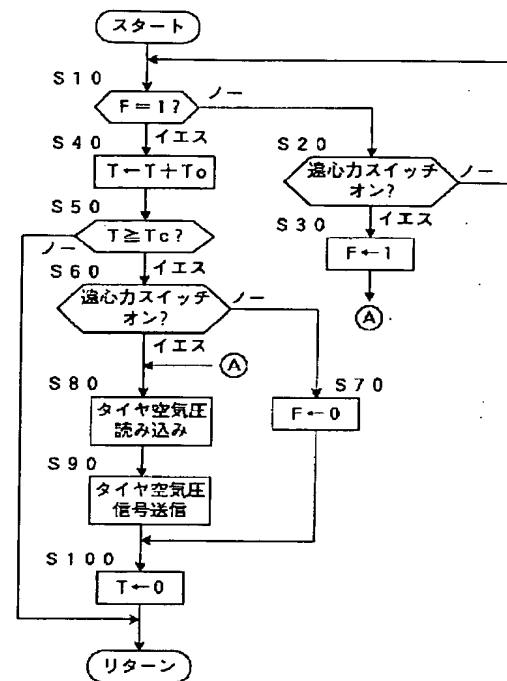 スタート
S10
F=1?
ノー
イエス
S40
T←T+To
S20
遠心力スイッチ
オン?
ノー
イエス
S30
F←1
Ⓐ
S50
T≧Tc?
ノー
イエス
S60
遠心力スイッチ
オン?
ノー
イエス
Ⓐ
S70
F←0
S80
タイヤ空気圧
読み込み
S90
タイヤ空気圧
信号送信
S100
T←0
リターン